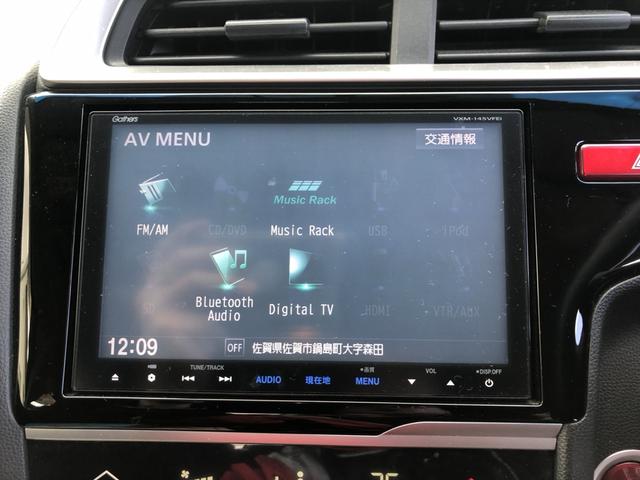 Gathers
VXM-145VFEi
AV MENU
交通情報
Music Rack
FM/AM
CD/DVD
Music Rack
USB
iPod
SD
Bluetooth Audio
Digital TV
HDMI
VTR/AUX
12:09
OFF
佐賀県佐賀市鍋島町大字森田
TUNE/TRACK
AUDIO
現在地
●画質
MENU
VOL
●DISP.OFF